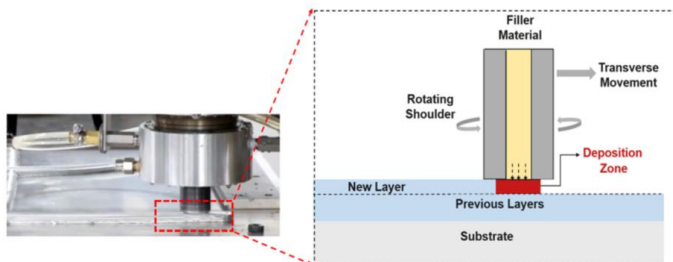 Filler
Material
Transverse
Movement
Rotating
Shoulder
Deposition
Zone
New Layer
Previous Layers
Substrate